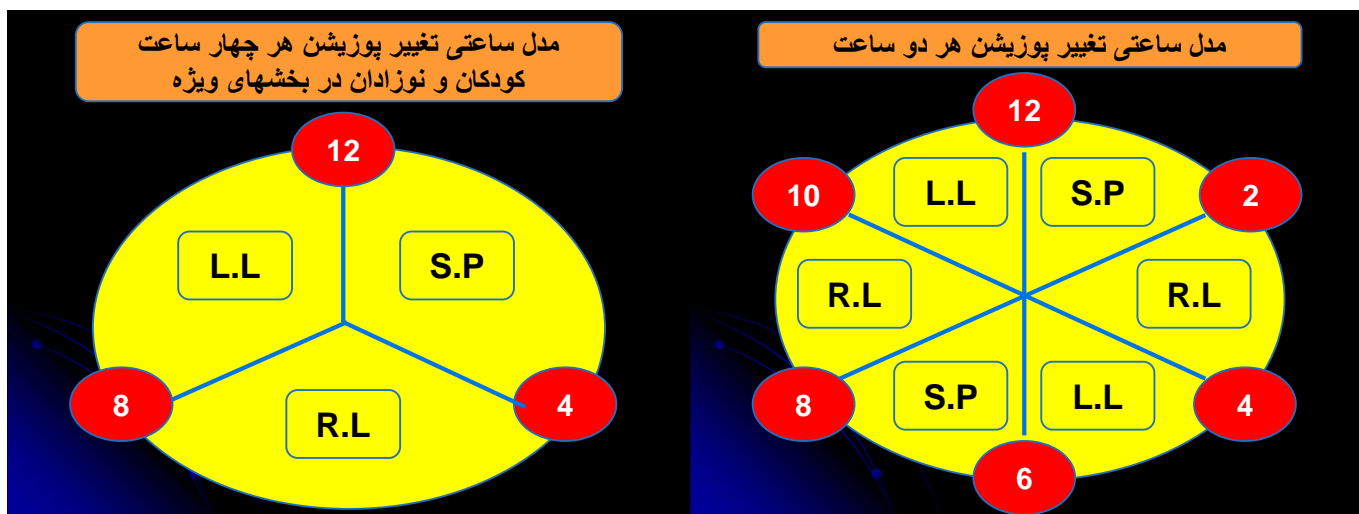 مدل ساعتی تغییر پوزیشن هر دو ساعت
12
2
4
6
8
10
S.P
R.L
L.L
S.P
R.L
L.L
مدل ساعتی تغییر پوزیشن هر چهار ساعت
کودکان و نوزادان در بخشهای ویژه
12
4
8
S.P
R.L
L.L